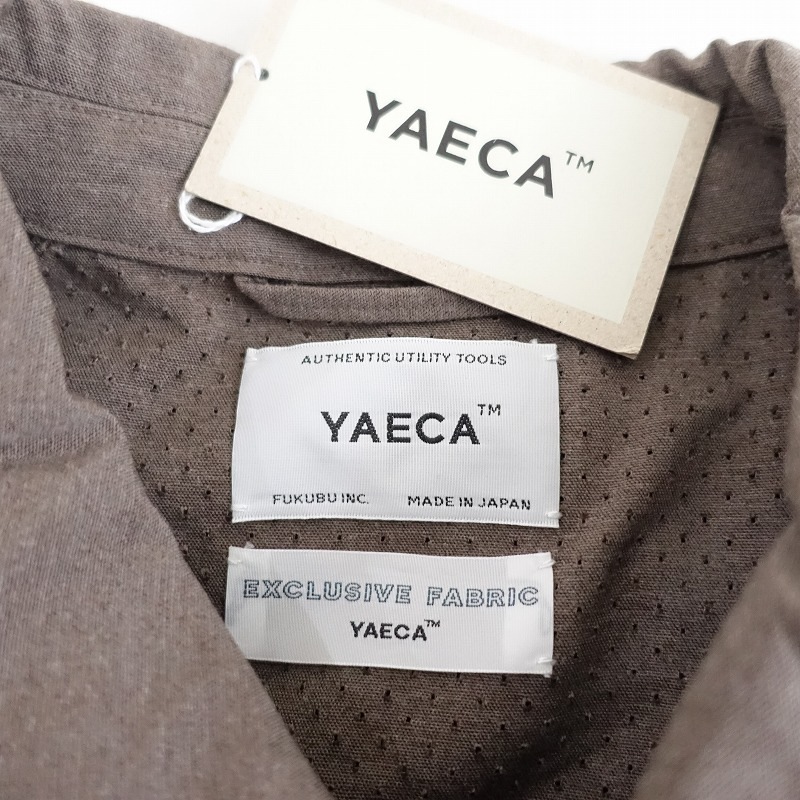 YAECA™
AUTHENTIC UTILITY TOOLS
YAECA™
FUKUBU INC. MADE IN JAPAN
EXCLUSIVE FABRIC
YAECA™